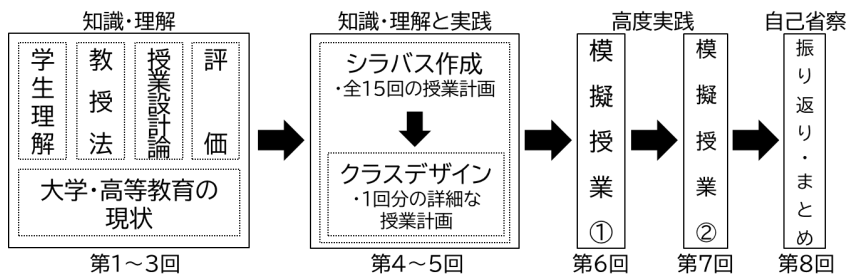 知識・理解
学生理解
教授法
授業設計論
評価
大学・高等教育の
現状
第1～3回
知識・理解と実践
シラバス作成
・全15回の授業計画
クラスデザイン
・1回分の詳細な
授業計画
第4～5回
高度実践
模擬授業①
第6回
模擬授業②
第7回
自己省察
振り返り・まとめ
第8回